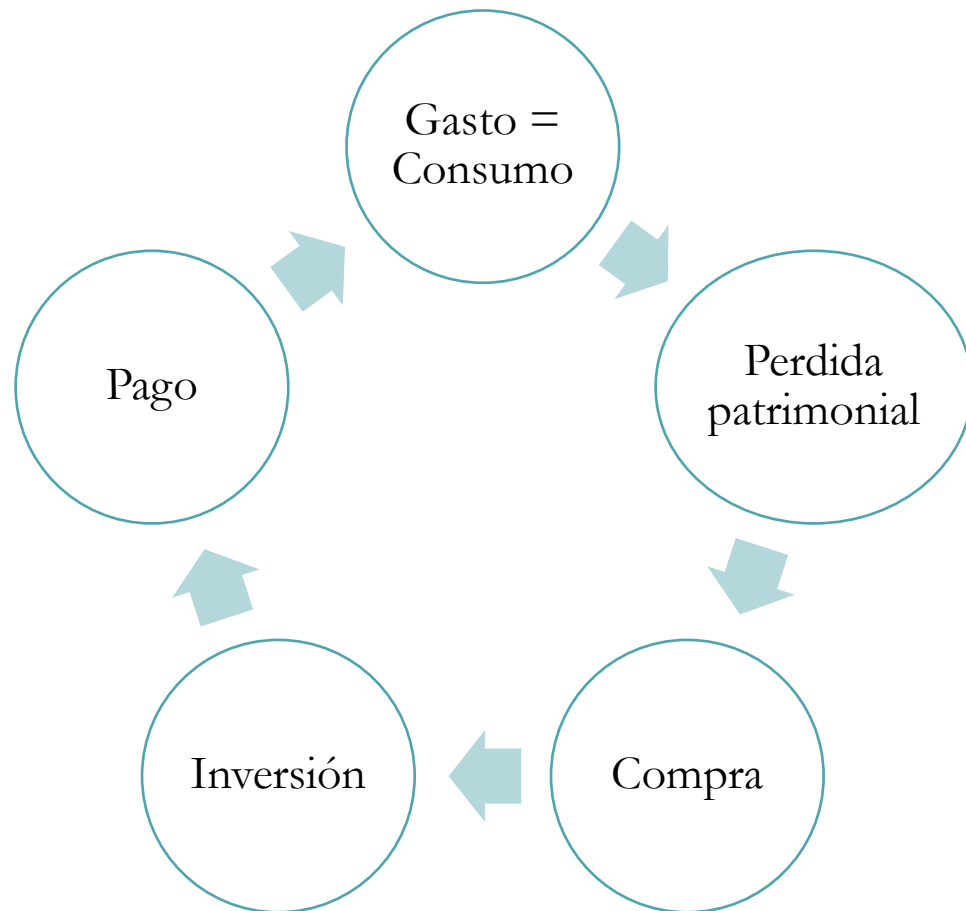 Gasto =
Consumo
Perdida
patrimonial
Compra
Inversión
Pago